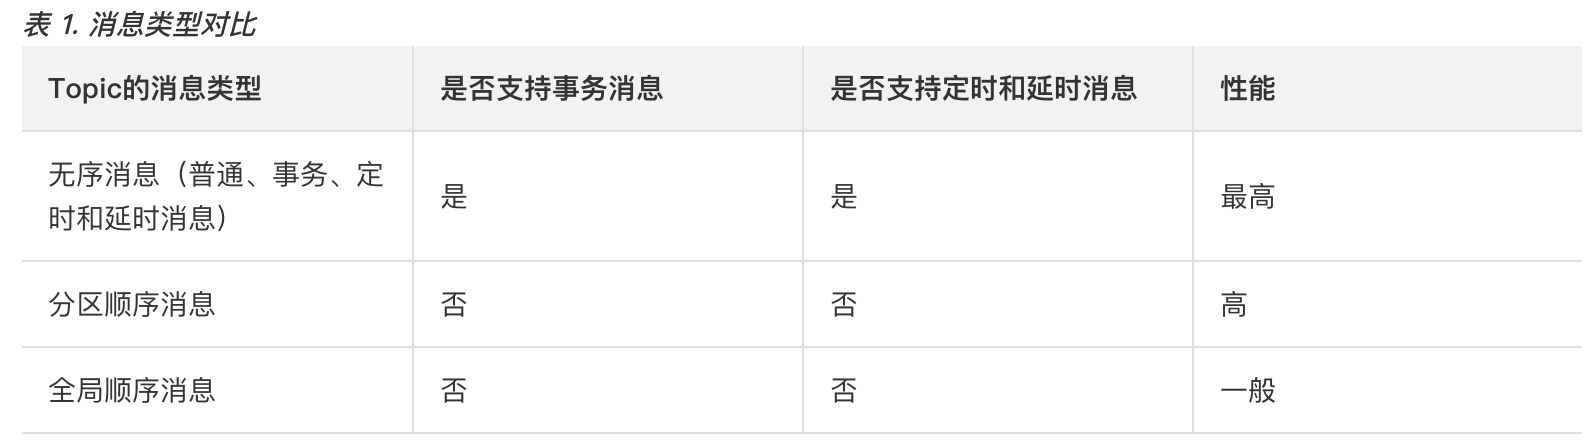 表 1. 消息类型对比
Topic的消息类型 是否支持事务消息 是否支持定时和延时消息 性能
无序消息（普通、事务、定
时和延时消息） 是 是 最高
分区顺序消息 否 否 高
全局顺序消息 否 否 一般